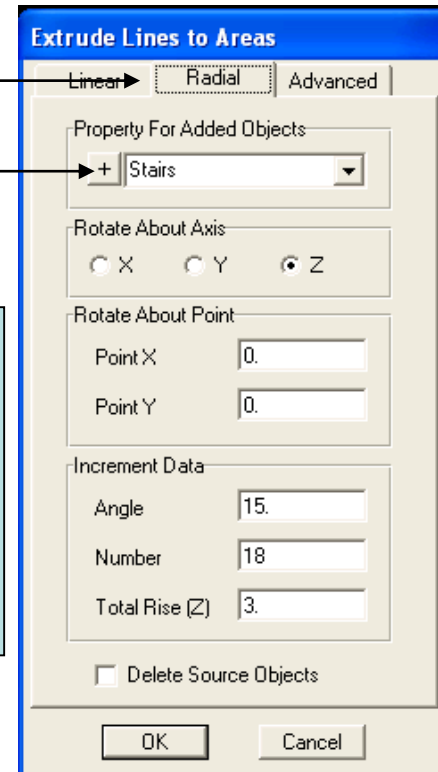 Extrude Lines to Areas
Linear Radial Advanced
Property For Added Objects
+ Stairs
Rotate About Axis
X Y Z
Rotate About Point
Point X 0.
Point Y 0.
Increment Data
Angle 15.
Number 18
Total Rise (Z) 3.
Delete Source Objects
OK Cancel